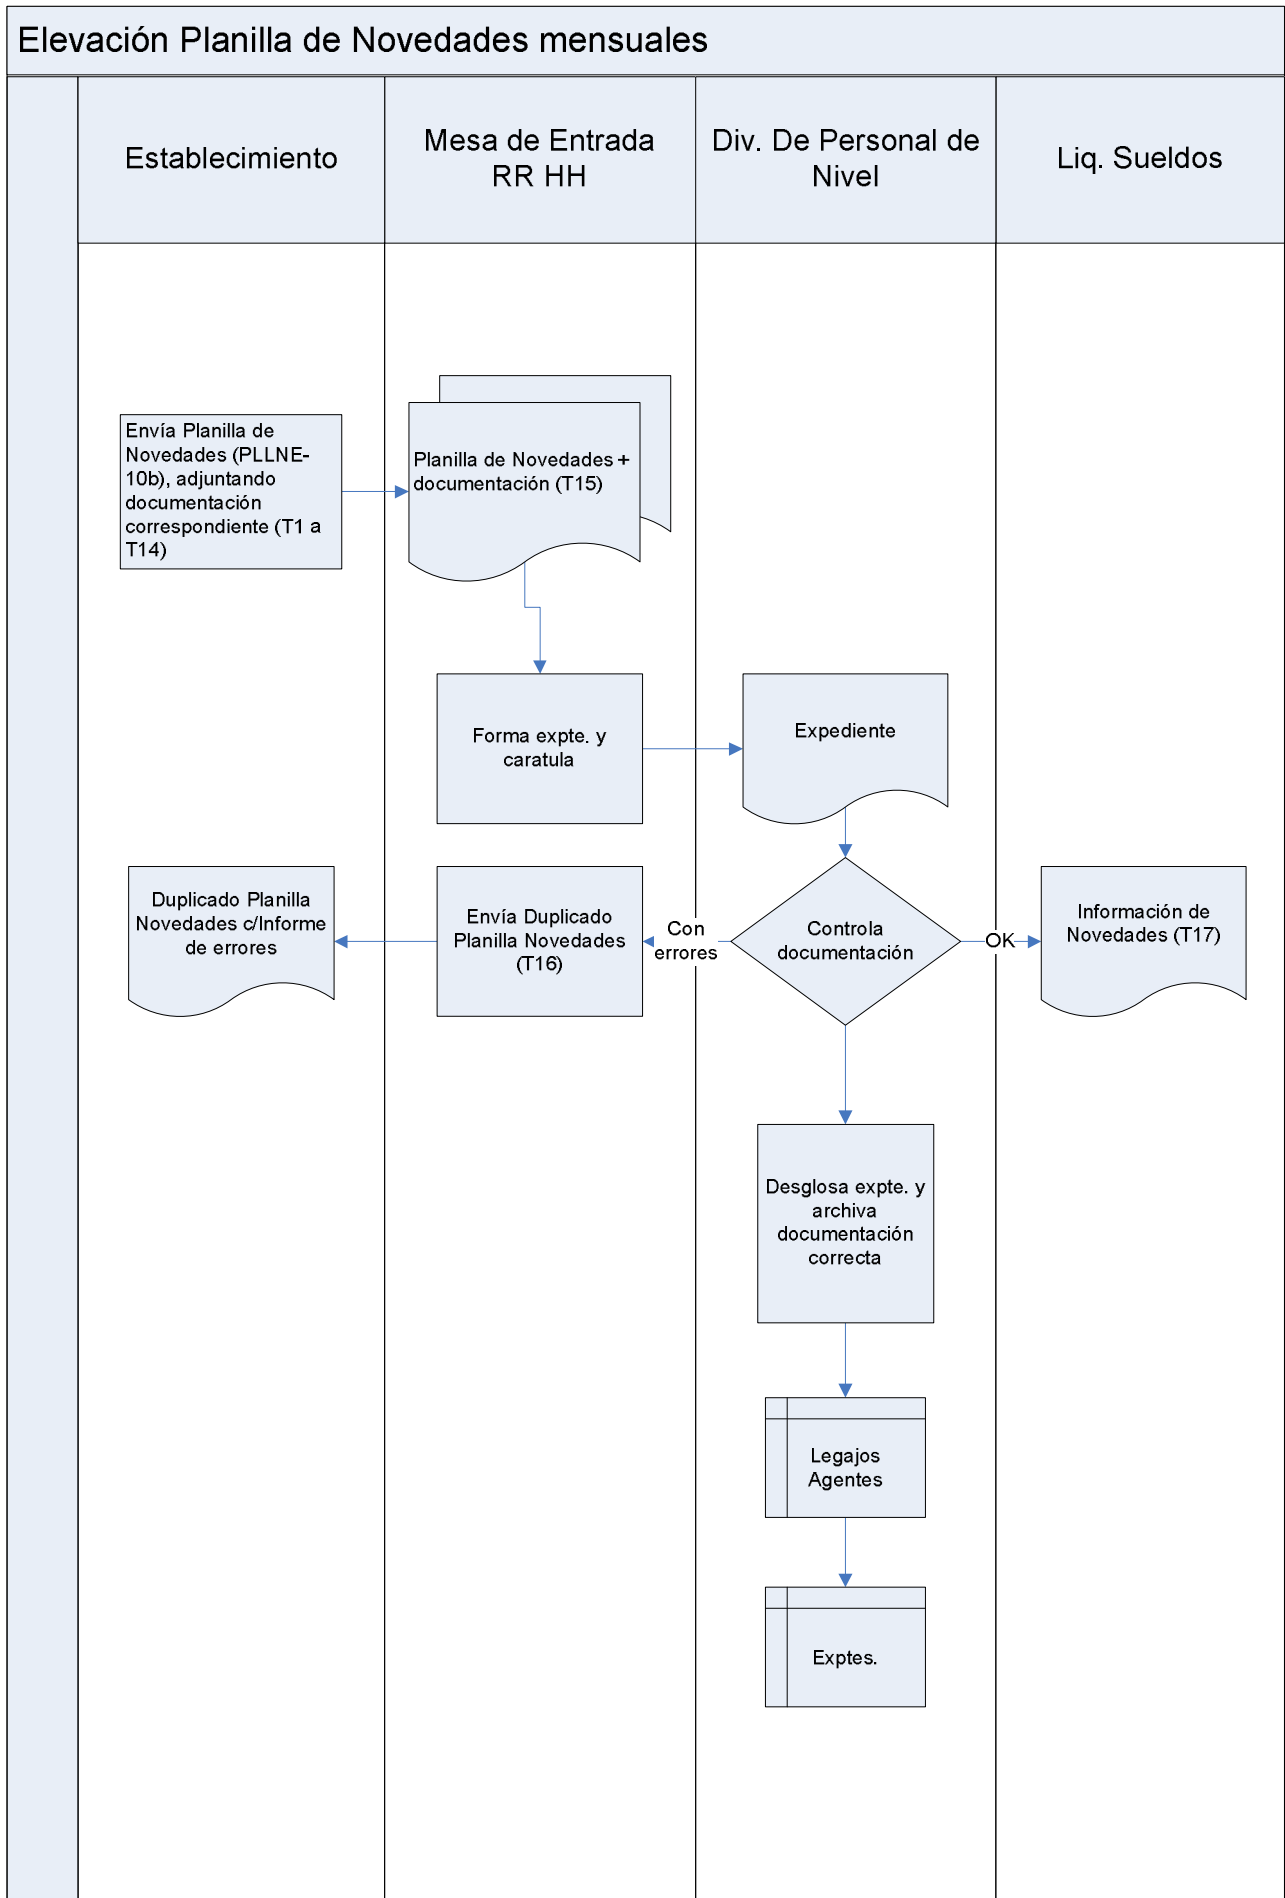 Elevación Planilla de Novedades mensuales
Establecimiento
Mesa de Entrada
RR HH
Div. De Personal de
Nivel
Liq. Sueldos
Envía Planilla de
Novedades (PLLNE-
10b), adjuntando
documentación
correspondiente (T1 a
T14)
Planilla de Novedades +
documentación (T15)
Forma expte. y
caratula
Expediente
Duplicado Planilla
Novedades c/Informe
de errores
Envía Duplicado
Planilla Novedades
(T16)
Con
errores
Controla
documentación
OK
Información de
Novedades (T17)
Desglosa expte. y
archiva
documentación
correcta
Legajos
Agentes
Exptes.